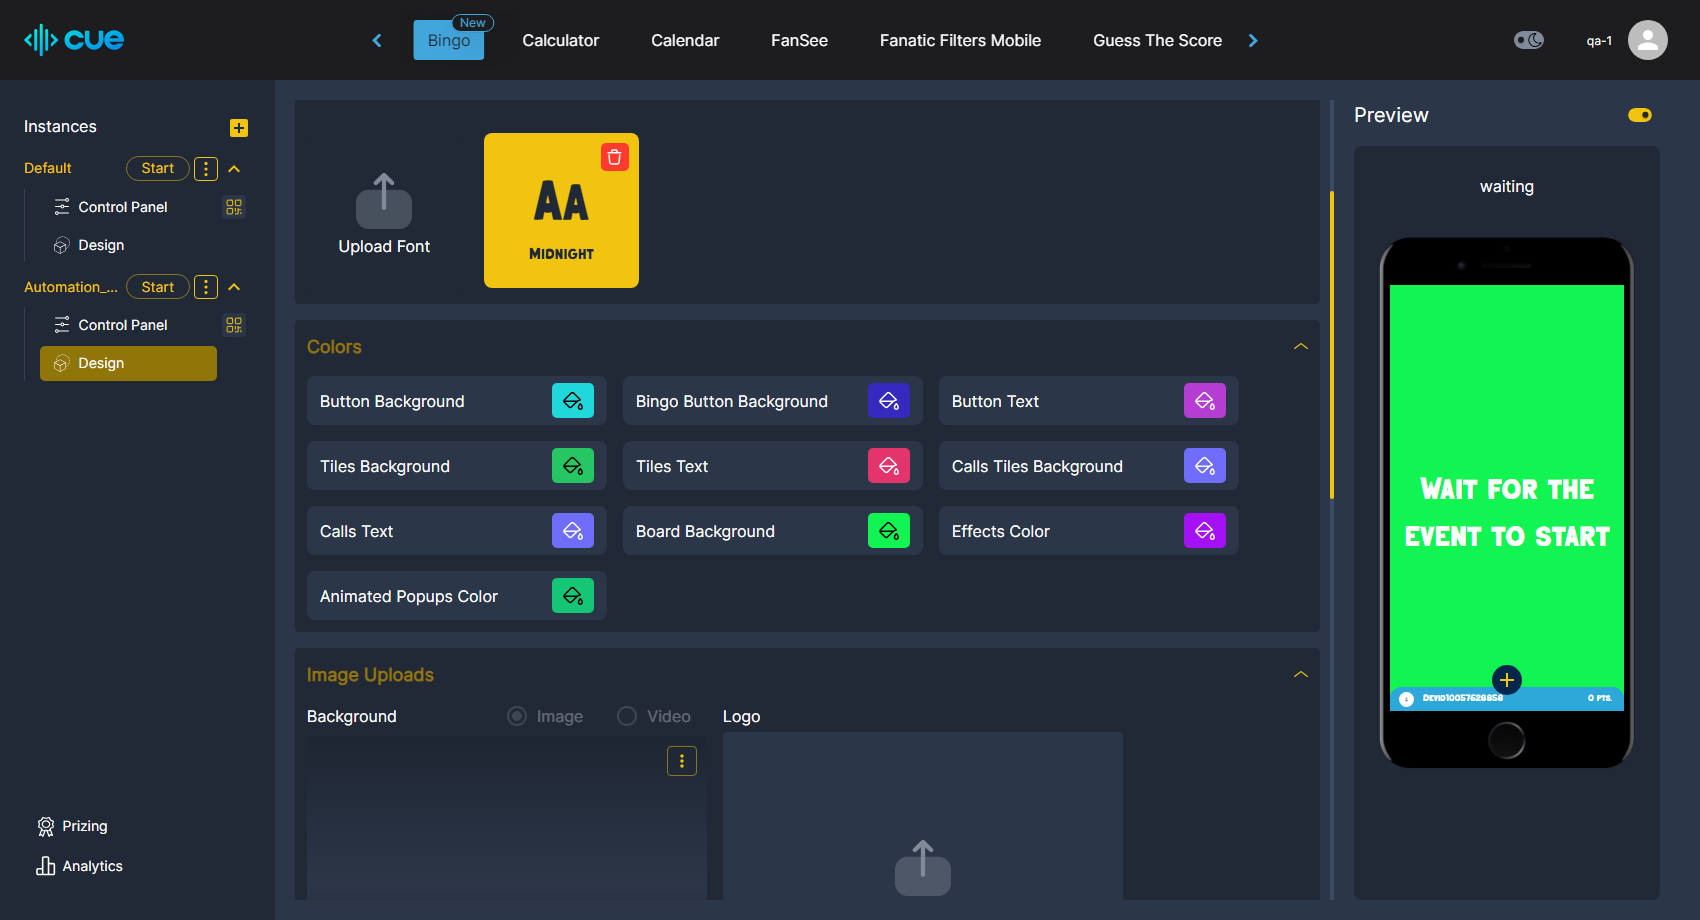 cue
New
Bingo
Calculator
Calendar
FanSee
Fanatic Filters Mobile
Guess The Score
qa-1
Instances
Default
Start
Control Panel
Design
Automation_...
Start
Control Panel
Design
Prizing
Analytics
Upload Font
AA
MIDNIGHT
Colors
Button Background
Bingo Button Background
Button Text
Tiles Background
Tiles Text
Calls Tiles Background
Calls Text
Board Background
Effects Color
Animated Popups Color
Image Uploads
Background
Image
Video
Logo
Preview
waiting
WAIT FOR THE
EVENT TO START
DEVID10057628858
0 PTS.